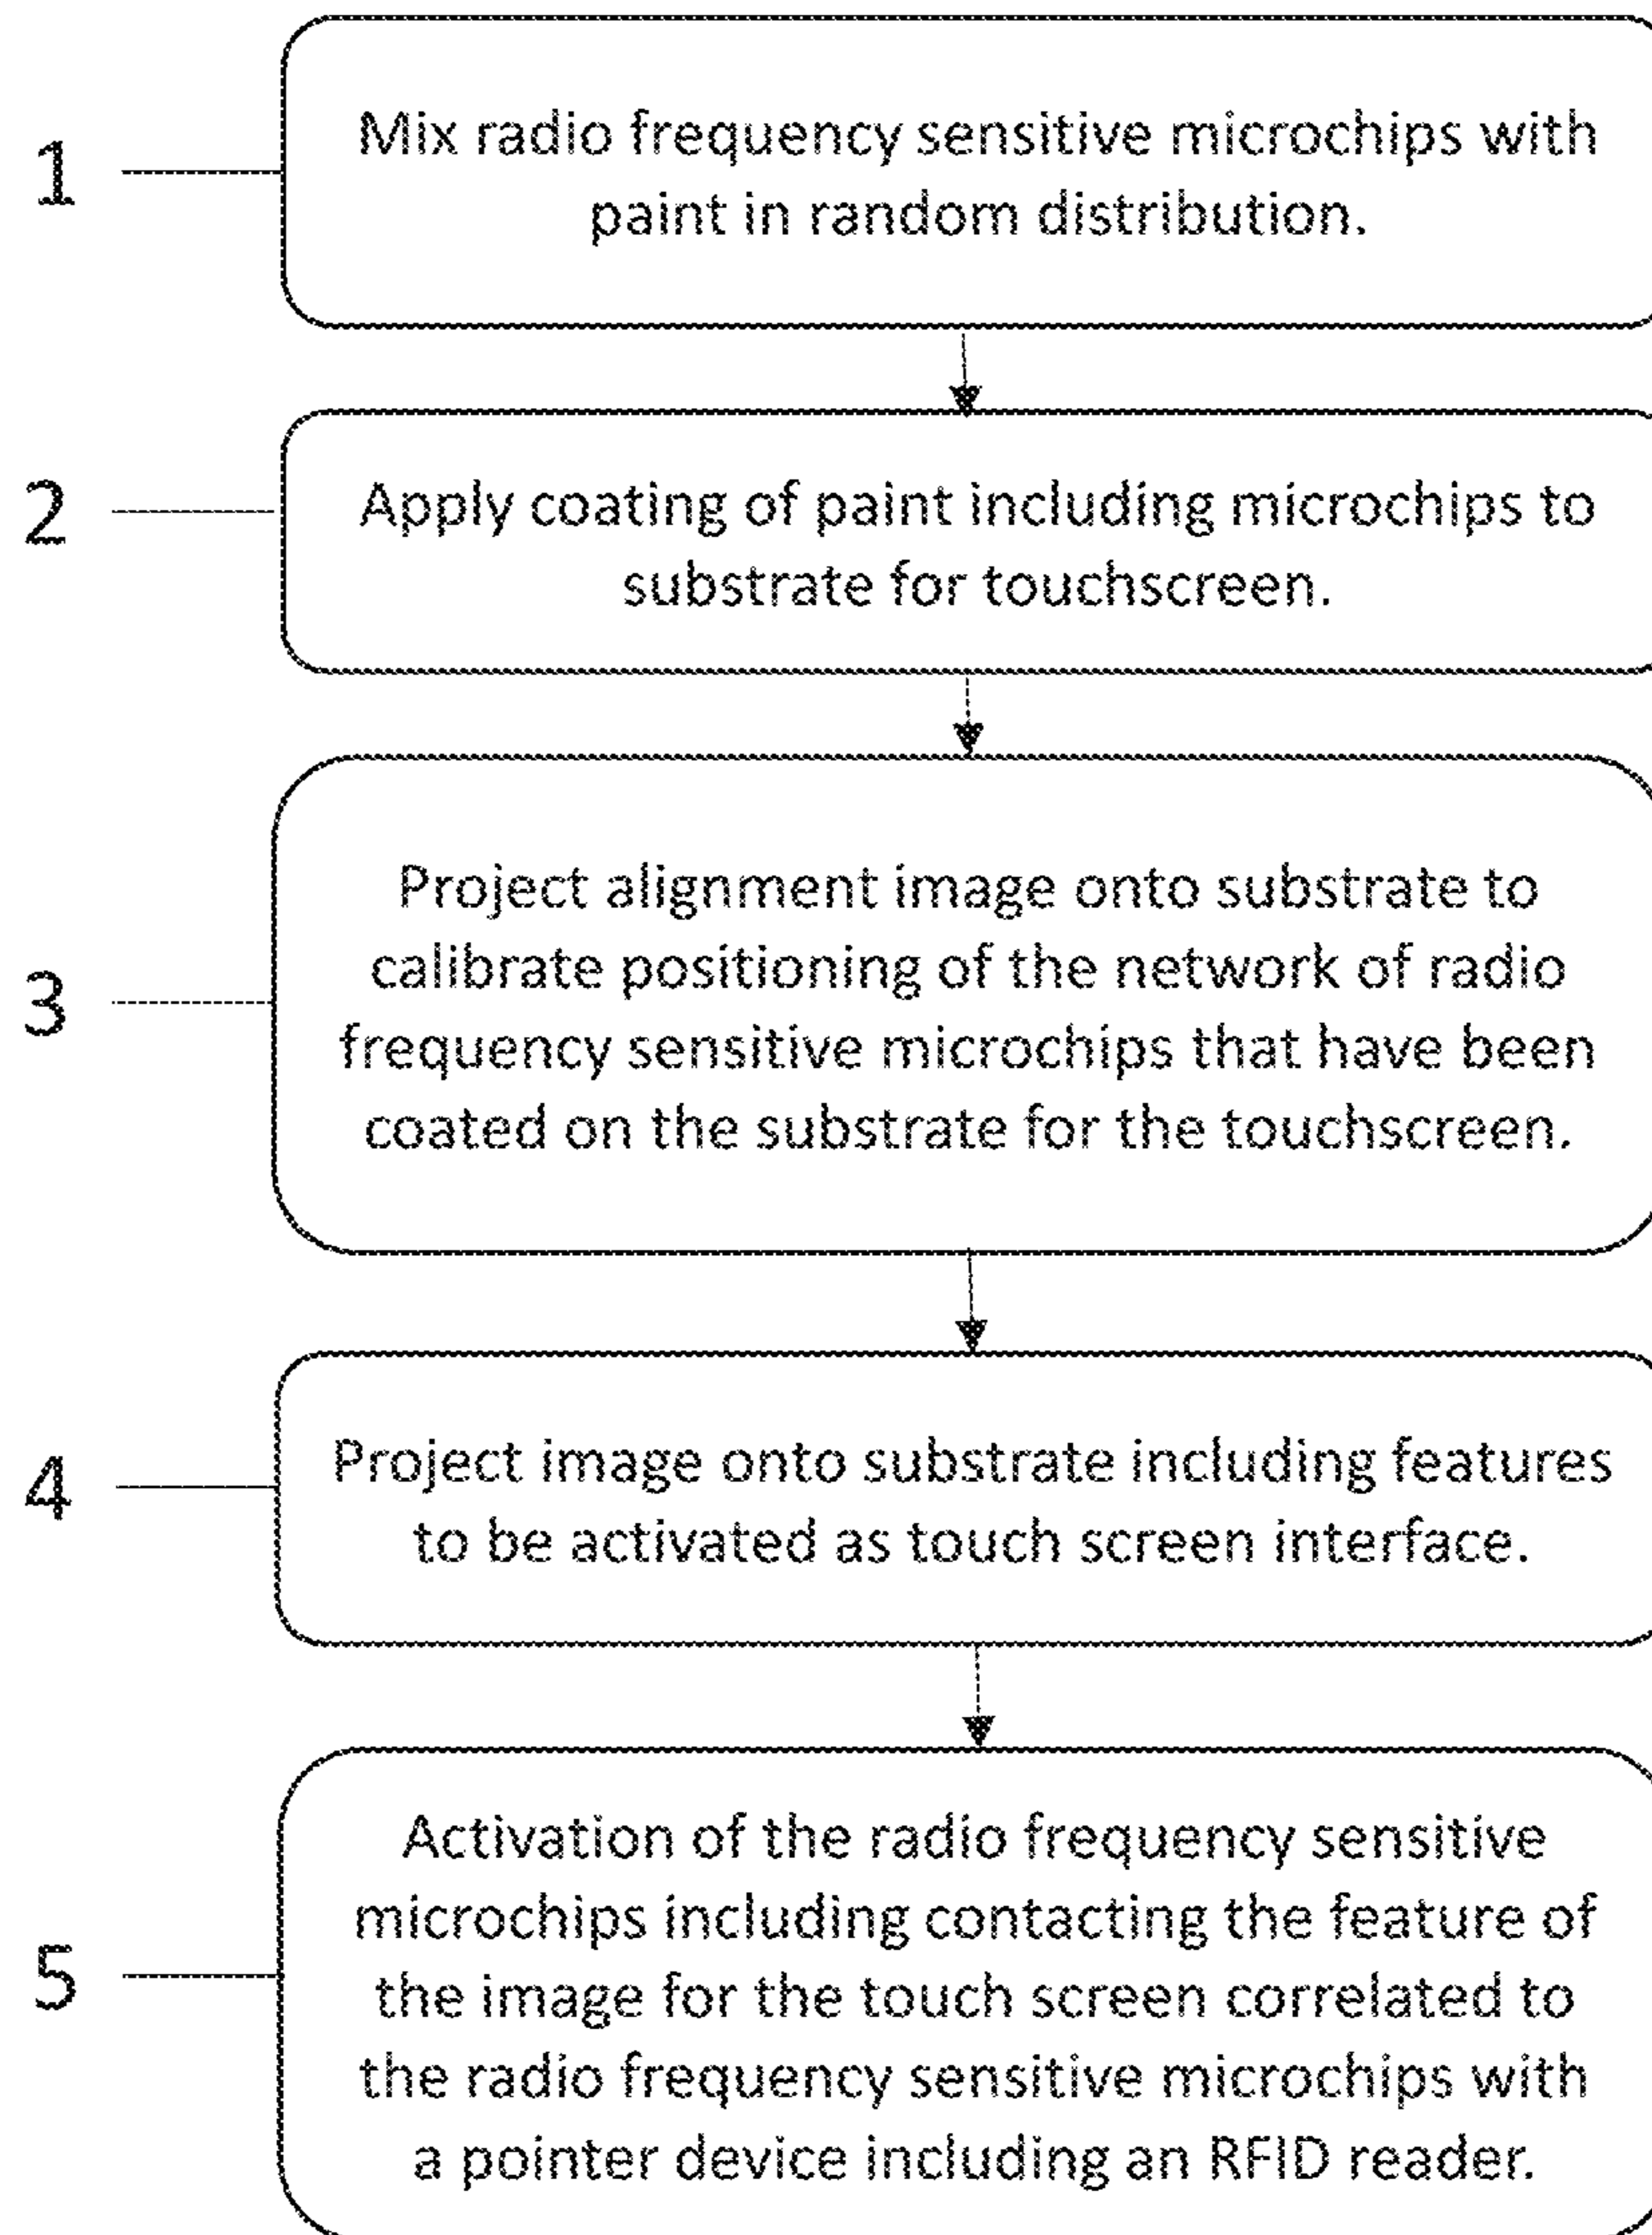 1
Mix radio frequency sensitive microchips with
paint in random distribution.
2
Apply coating of paint including microchips to
substrate for touchscreen.
3
Project alignment image onto substrate to
calibrate positioning of the network of radio
frequency sensitive microchips that have been
coated on the substrate for the touchscreen.
4
Project image onto substrate including features
to be activated as touch screen interface.
5
Activation of the radio frequency sensitive
microchips including contacting the feature of
the image for the touch screen correlated to
the radio frequency sensitive microchips with
a pointer device including an RFID reader.